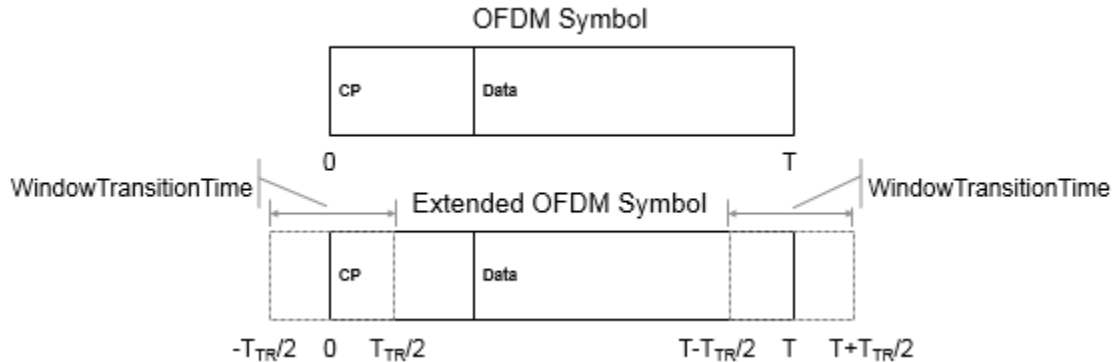 OFDM Symbol
CP Data
0 T
WindowTransitionTime WindowTransitionTime
Extended OFDM Symbol
CP Data
-T_TR/2 0 T_TR/2 T-T_TR/2 T T+T_TR/2